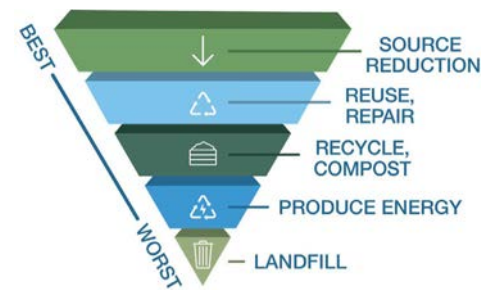 BEST
SOURCE
REDUCTION
REUSE,
REPAIR
RECYCLE,
COMPOST
PRODUCE ENERGY
WORST
LANDFILL